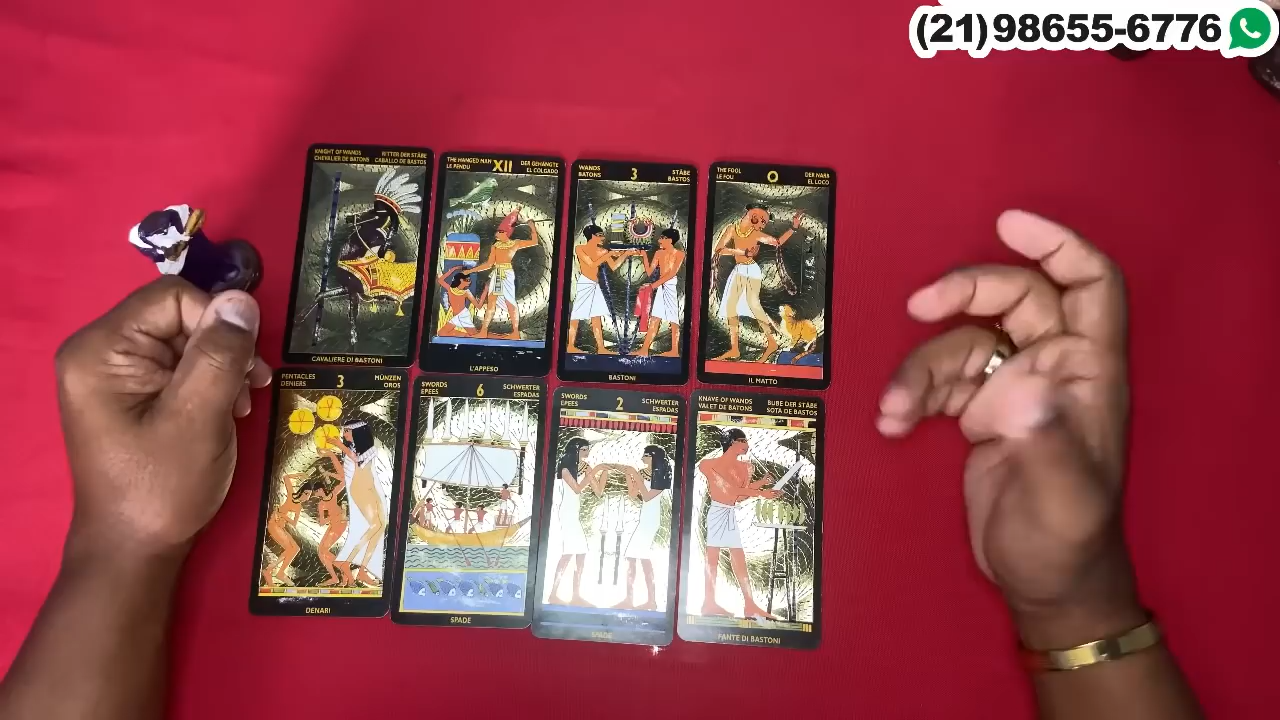 (21)98655-6776
KNIGHT OF WANDS
CHEVALIER DE BATONS
RITTER DER STÄBE
CABALLO DE BASTOS
CAVALIERE DI BASTONI
THE HANGED MAN
LE PENDU
XII
DER GEHÄNGTE
EL COLGADO
L'APPESO
WANDS
BATONS
3
STÄBE
BASTOS
BASTONI
THE FOOL
LE FOU
0
DER NARR
EL LOCO
IL MATTO
PENTACLES
DENIERS
3
MÜNZEN
OROS
DENARI
SWORDS
EPEES
6
SCHWERTER
ESPADAS
SPADE
SWORDS
EPEES
2
SCHWERTER
ESPADAS
SPADE
KNAVE OF WANDS
VALET DE BATONS
BUBE DER STÄBE
SOTA DE BASTOS
FANTE DI BASTONI